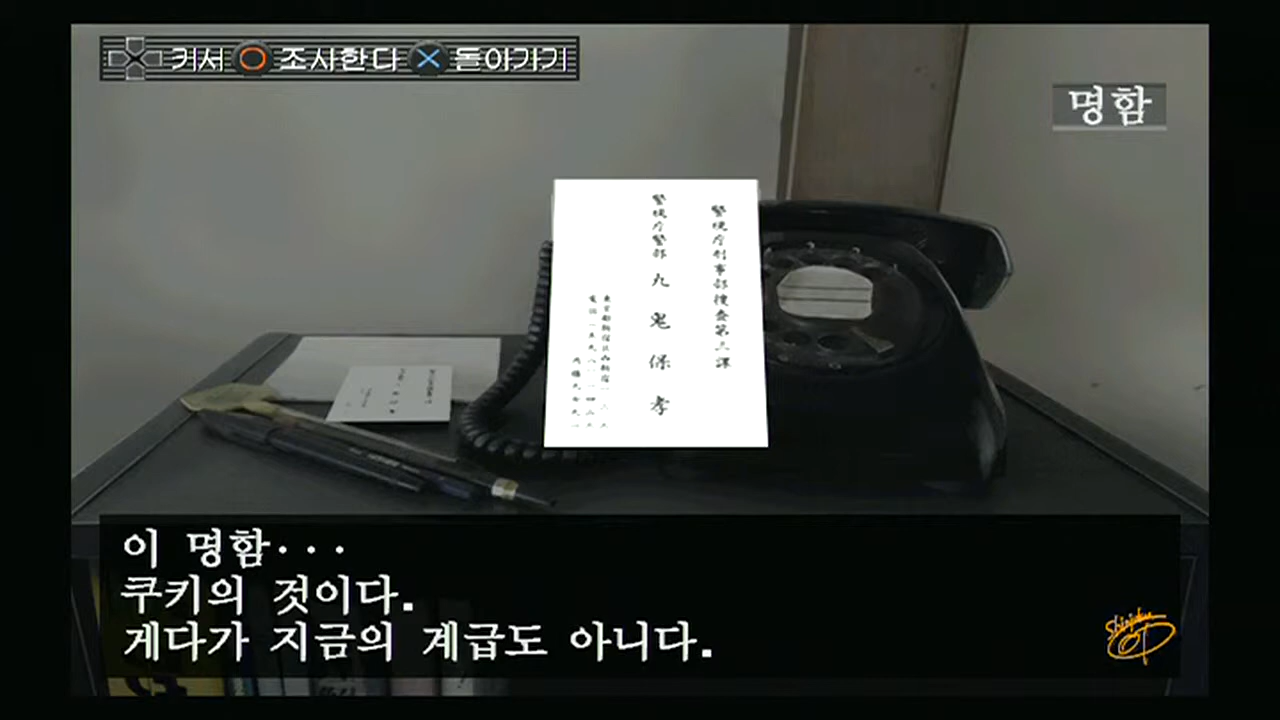 커서 조사한다 돌아가기
명함
警視庁刑事部捜査第三課
警視庁警部 九鬼保孝
이 명함···
쿠키의 것이다.
게다가 지금의 계급도 아니다.